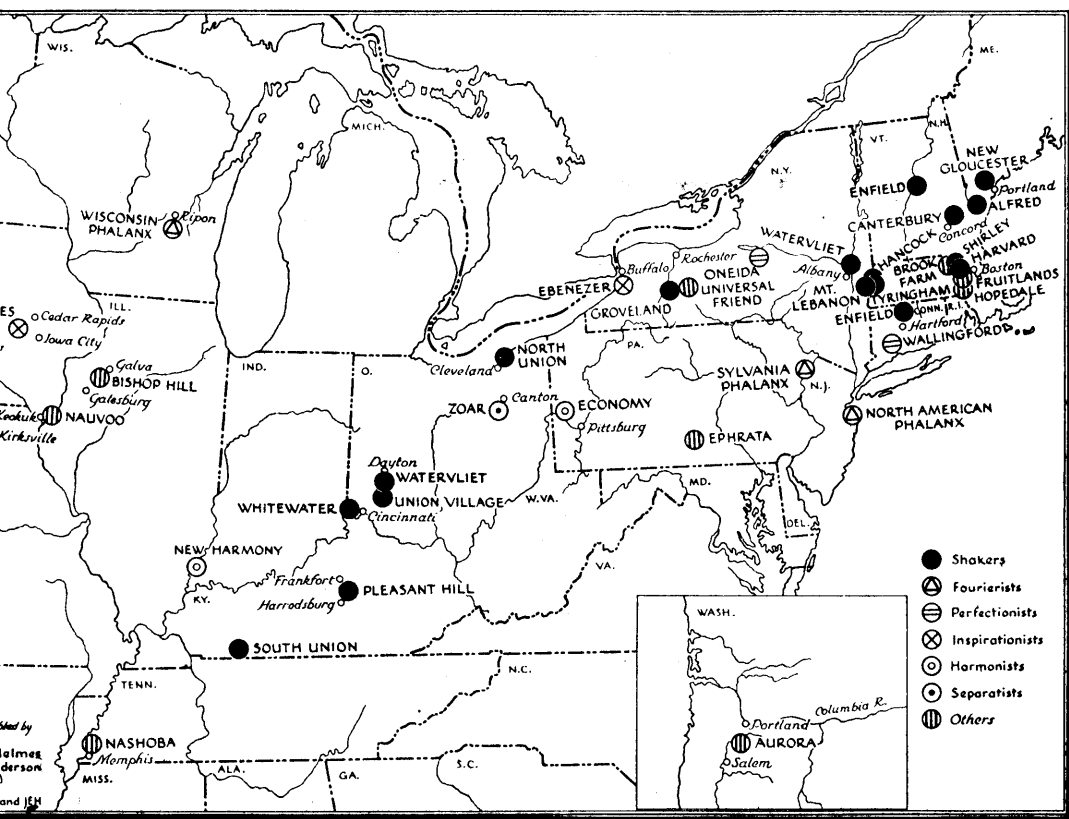 WIS.
MICH.
ME.
N.H.
VT.
N.Y.
NEW
GLOUCESTER
Portland
ENFIELD
ALFRED
CANTERBURY
Concord
WISCONSIN
PHALANX
Ripon
WATERVLIET
HANCOCK
SHIRLEY
HARVARD
Albany
BROOK
FARM
Boston
FRUITLANDS
MT.
LEBANON
TYRINGHAM
HOPEDALE
Buffalo
Rochester
ONEIDA
UNIVERSAL
FRIEND
EBENEZER
GROVELAND
ENFIELD
CONN.
R.I.
Hartford
WALLINGFORD
ILL.
ES
Cedar Rapids
Iowa City
IND.
O.
PA.
NORTH
UNION
Cleveland
SYLVANIA
PHALANX
N.J.
Galva
BISHOP HILL
Galesburg
Keokuk
NAUVOO
Kirksville
ZOAR
Canton
ECONOMY
Pittsburg
NORTH AMERICAN
PHALANX
EPHRATA
Dayton
WATERVLIET
UNION VILLAGE
WHITEWATER
Cincinnati
W.VA.
MD.
DEL.
NEW HARMONY
VA.
Frankfort
PLEASANT HILL
Harrodsburg
KY.
SOUTH UNION
TENN.
N.C.
NASHOBA
Memphis
MISS.
ALA.
GA.
S.C.
WASH.
Columbia R.
Portland
AURORA
Salem
Shakers
Fourierists
Perfectionists
Inspirationists
Harmonists
Separatists
Others
by
and JEH